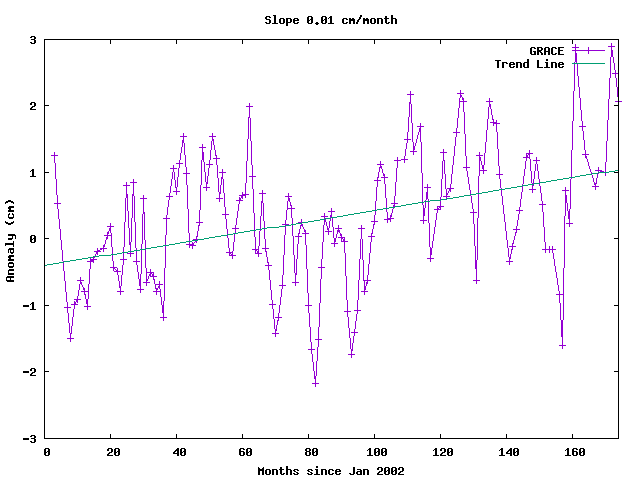 Slope 0.01 cm/month
GRACE
Trend Line
3
2
1
0
-1
-2
-3
Anomaly (cm)
0 20 40 60 80 100 120 140 160
Months since Jan 2002